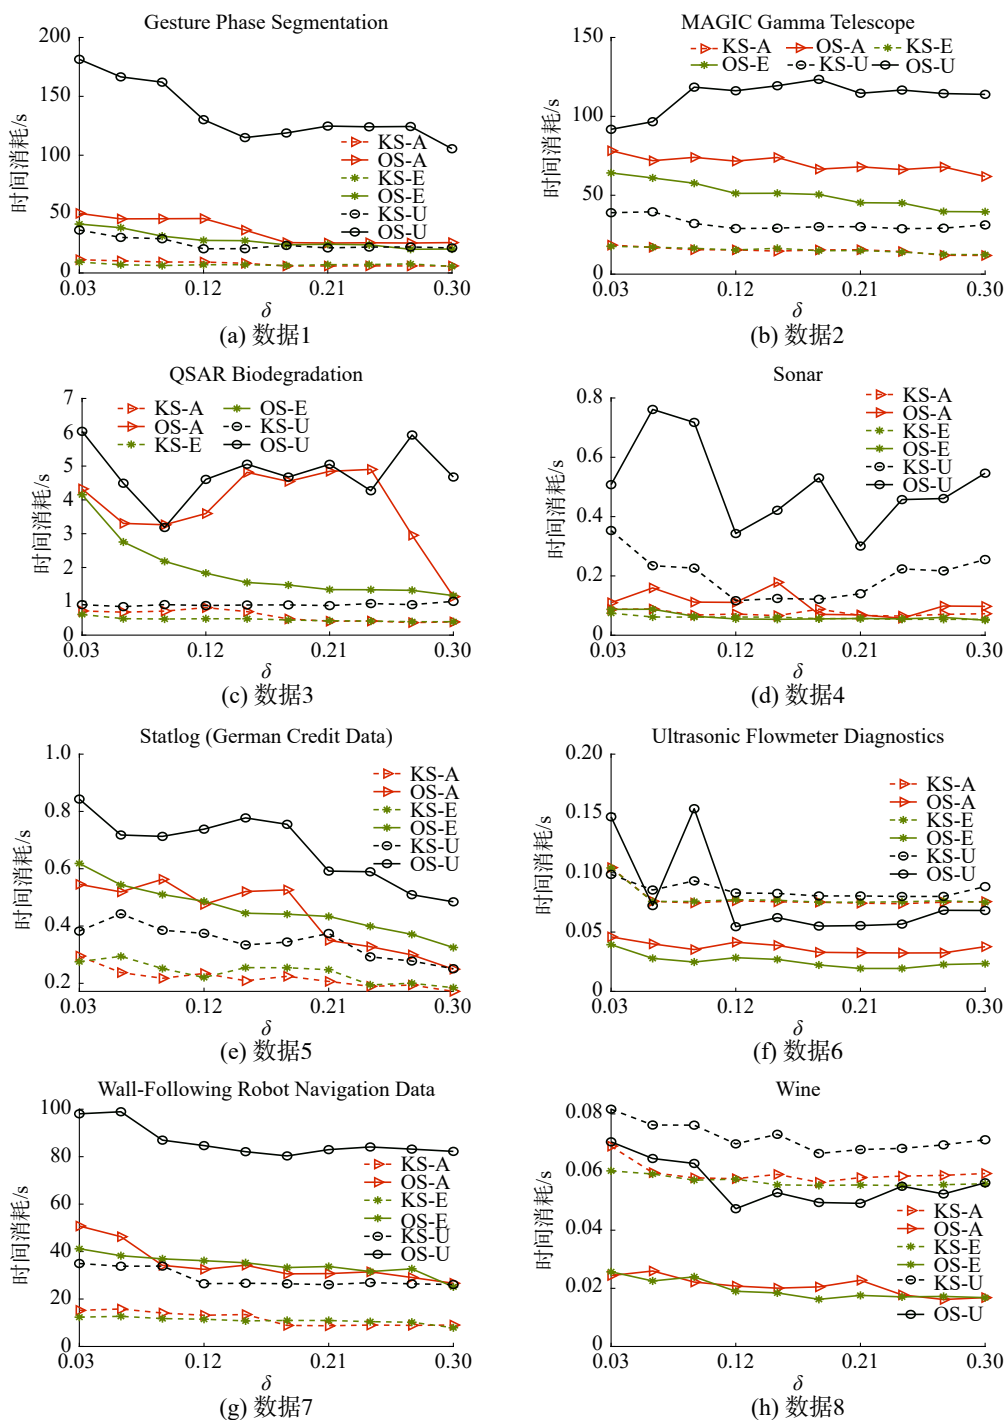 Gesture Phase Segmentation
200
150
100
50
0
时间消耗/s
KS-A
OS-A
KS-E
OS-E
KS-U
OS-U
0.03 0.12 0.21 0.30
δ
(a) 数据1
MAGIC Gamma Telescope
150
100
50
0
时间消耗/s
KS-A OS-A KS-E
OS-E KS-U OS-U
0.03 0.12 0.21 0.30
δ
(b) 数据2
QSAR Biodegradation
7
6
5
4
3
2
1
0
时间消耗/s
KS-A OS-E
OS-A KS-U
KS-E OS-U
0.03 0.12 0.21 0.30
δ
(c) 数据3
Sonar
0.8
0.6
0.4
0.2
0
时间消耗/s
KS-A
OS-A
KS-E
OS-E
KS-U
OS-U
0.03 0.12 0.21 0.30
δ
(d) 数据4
Statlog (German Credit Data)
1.0
0.8
0.6
0.4
0.2
时间消耗/s
KS-A
OS-A
KS-E
OS-E
KS-U
OS-U
0.03 0.12 0.21 0.30
δ
(e) 数据5
Ultrasonic Flowmeter Diagnostics
0.20
0.15
0.10
0.05
0
时间消耗/s
KS-A
OS-A
KS-E
OS-E
KS-U
OS-U
0.03 0.12 0.21 0.30
δ
(f) 数据6
Wall-Following Robot Navigation Data
100
80
60
40
20
0
时间消耗/s
KS-A
OS-A
KS-E
OS-E
KS-U
OS-U
0.03 0.12 0.21 0.30
δ
(g) 数据7
Wine
0.08
0.06
0.04
0.02
0
时间消耗/s
KS-A
OS-A
KS-E
OS-E
KS-U
OS-U
0.03 0.12 0.21 0.30
δ
(h) 数据8